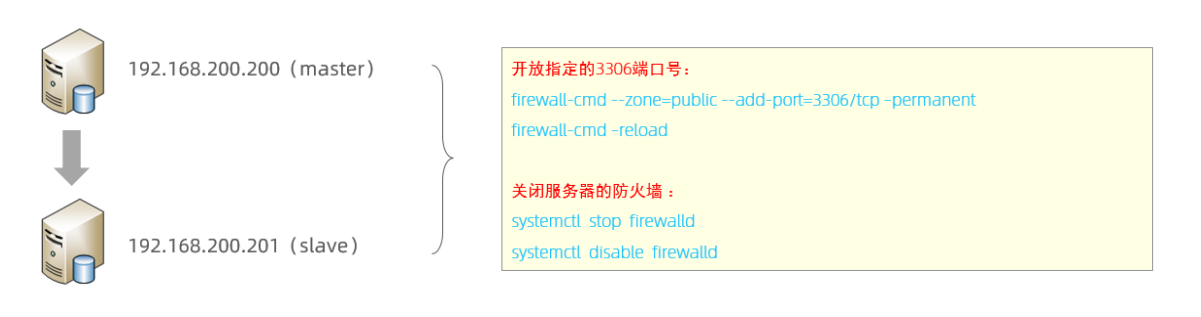 192.168.200.200（master）
192.168.200.201（slave）
开放指定的3306端口号：
firewall-cmd --zone=public --add-port=3306/tcp –permanent
firewall-cmd –reload
关闭服务器的防火墙：
systemctl stop firewalld
systemctl disable firewalld